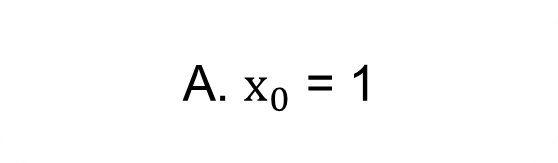 A. x₀ = 1